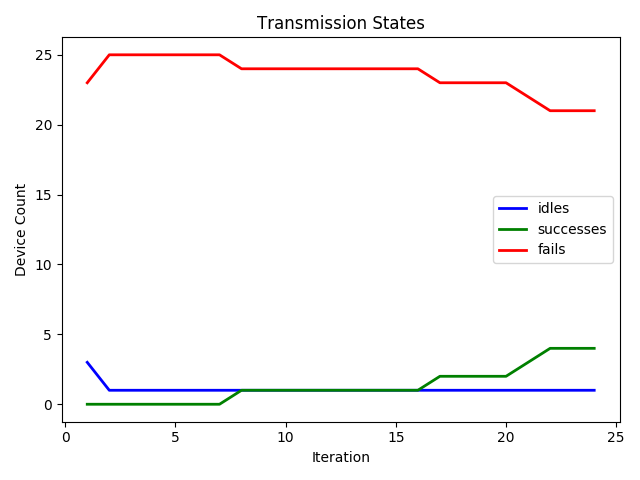 Transmission States
Device Count
25
20
15
10
5
0
idles
successes
fails
0 5 10 15 20 25
Iteration